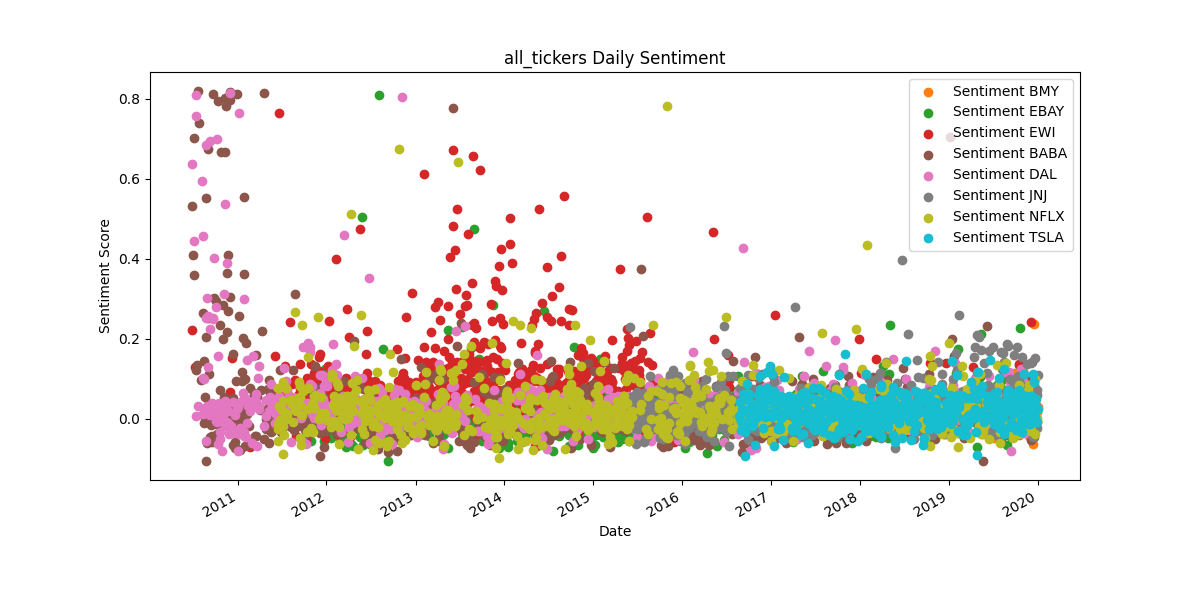 all_tickers Daily Sentiment
Sentiment BMY
Sentiment EBAY
Sentiment EWI
Sentiment BABA
Sentiment DAL
Sentiment JNJ
Sentiment NFLX
Sentiment TSLA
0.8
0.6
0.4
0.2
0.0
Sentiment Score
2011
2012
2013
2014
2015
2016
2017
2018
2019
2020
Date